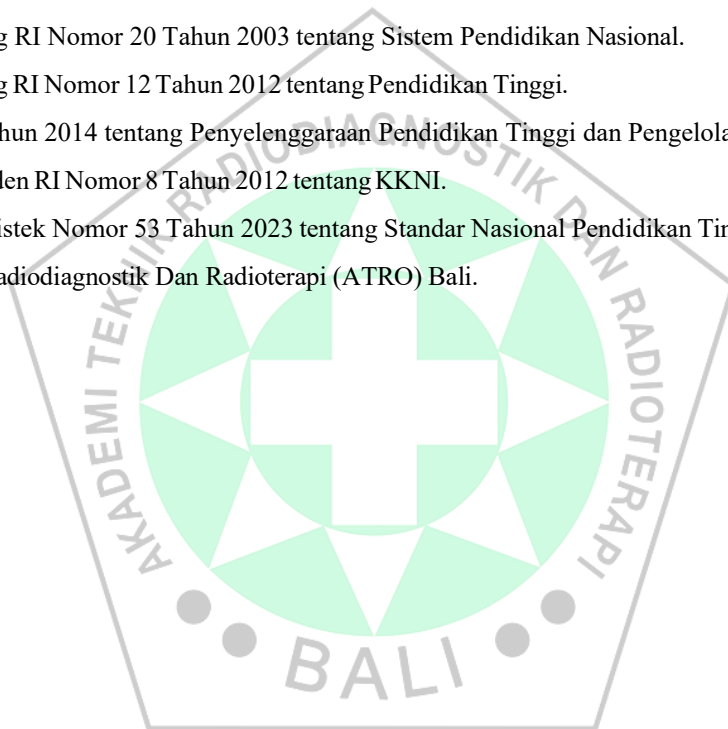 g RI Nomor 20 Tahun 2003 tentang Sistem Pendidikan Nasional.
g RI Nomor 12 Tahun 2012 tentang Pendidikan Tinggi.
hun 2014 tentang Penyelenggaraan Pendidikan Tinggi dan Pengelola
den RI Nomor 8 Tahun 2012 tentang KKNI.
istek Nomor 53 Tahun 2023 tentang Standar Nasional Pendidikan Tin
adiodiagnostik Dan Radioterapi (ATRO) Bali.
AKADEMI TEKNIK RADIODIAGNOSTIK DAN RADIOTERAPI
BALI